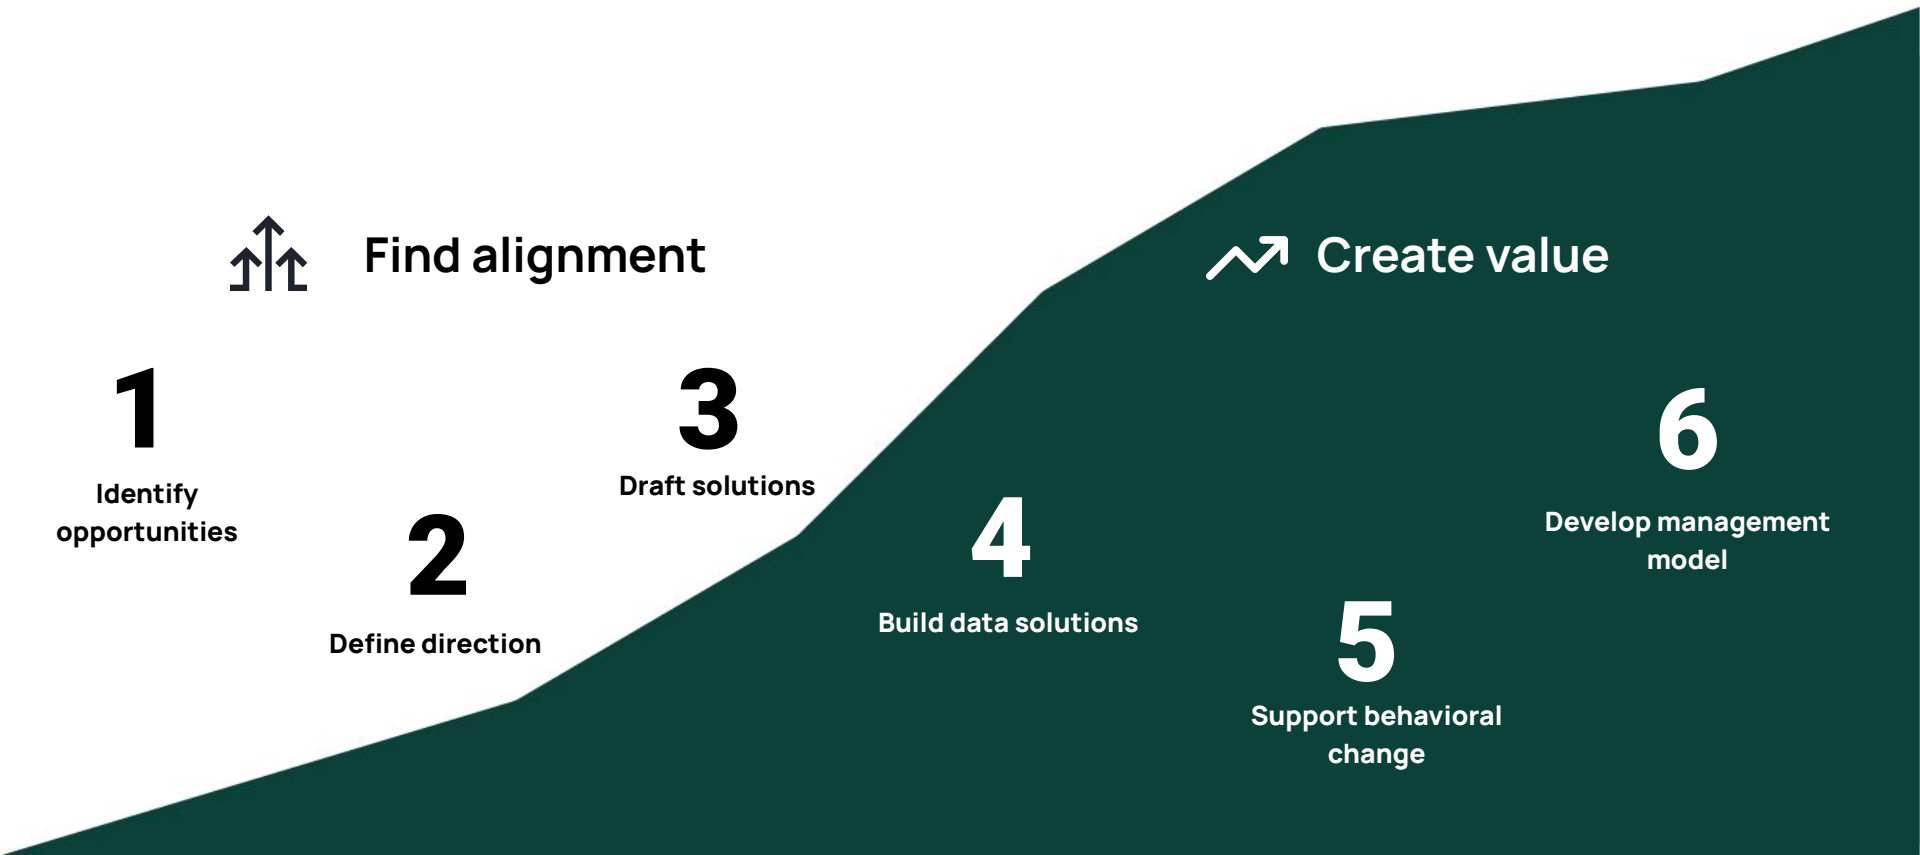 Find alignment
1
Identify
opportunities
2
Define direction
3
Draft solutions
Create value
4
Build data solutions
5
Support behavioral
change
6
Develop management
model